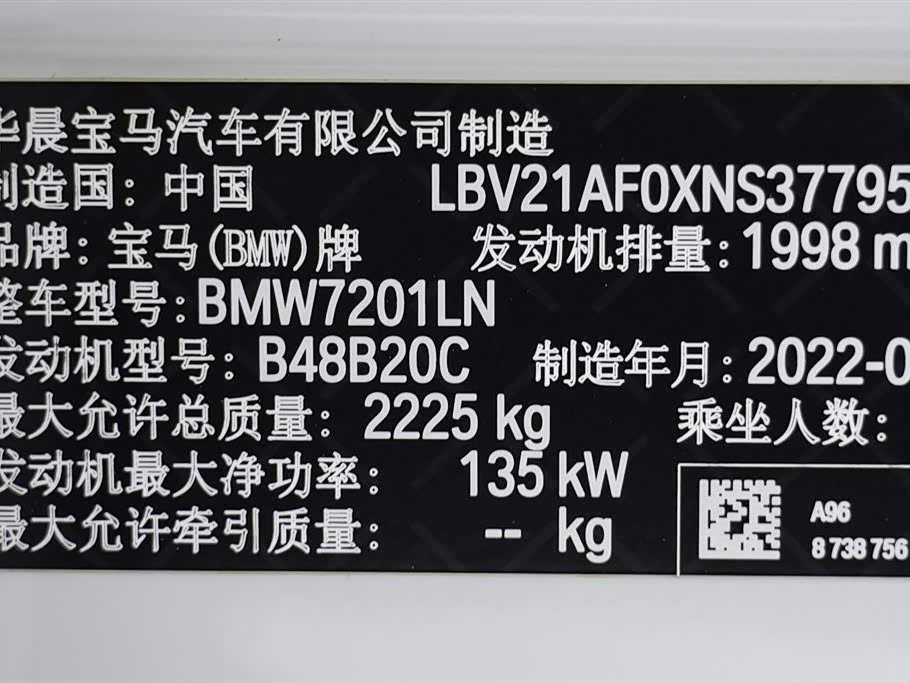 华晨宝马汽车有限公司制造
制造国：中国 LBV21AF0XNS37795
品牌：宝马(BMW)牌 发动机排量：1998 m
整车型号：BMW7201LN
发动机型号：B48B20C 制造年月：2022-0
最大允许总质量：2225 kg 乘坐人数：
发动机最大净功率：135 kW
最大允许牵引质量：-- kg
A96
8 738 756